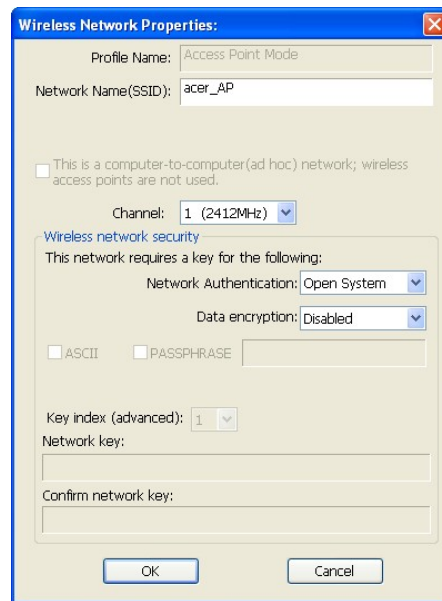 Wireless Network Properties:
Profile Name: Access Point Mode
Network Name(SSID): acer_AP
This is a computer-to-computer(ad hoc) network; wireless
access points are not used.
Channel: 1 (2412MHz)
Wireless network security
This network requires a key for the following:
Network Authentication: Open System
Data encryption: Disabled
ASCII PASSPHRASE
Key index (advanced): 1
Network key:
Confirm network key:
OK Cancel